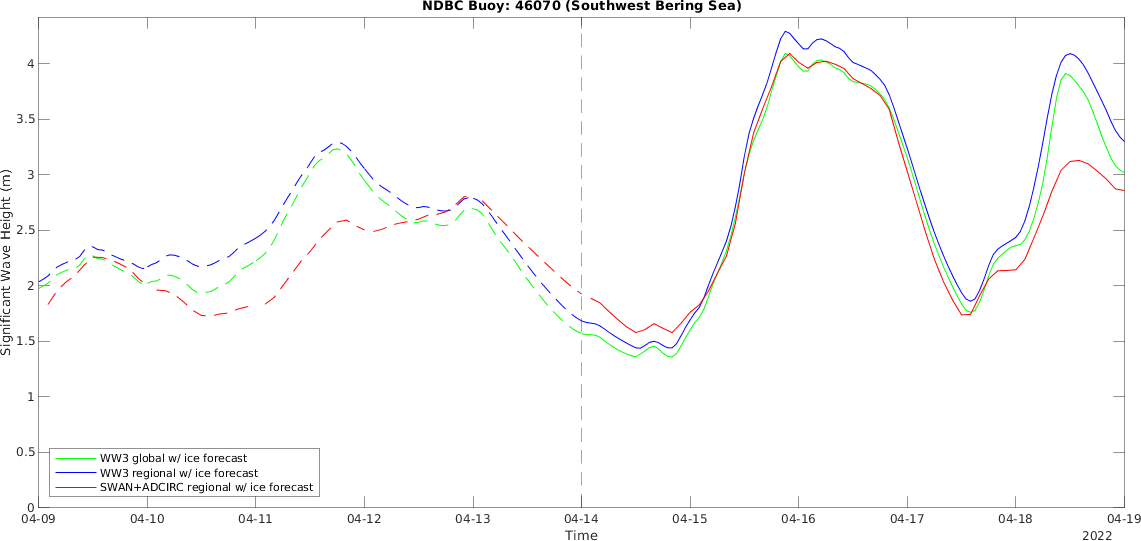 NDBC Buoy: 46070 (Southwest Bering Sea)
Significant Wave Height (m)
4
3.5
3
2.5
2
1.5
1
0.5
0
WW3 global w/ ice forecast
WW3 regional w/ ice forecast
SWAN+ADCIRC regional w/ ice forecast
04-09 04-10 04-11 04-12 04-13 04-14 04-15 04-16 04-17 04-18 04-19
Time
2022